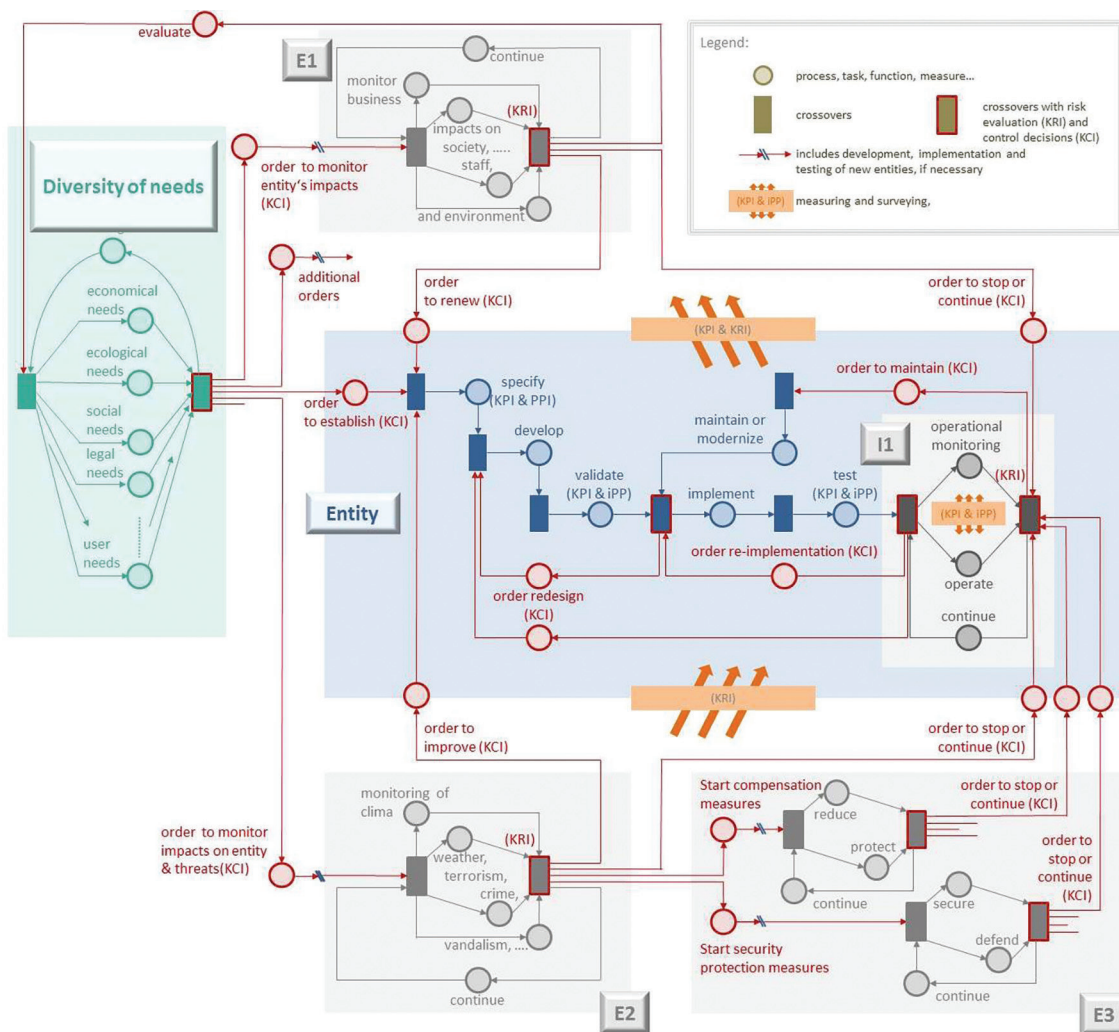 evaluate
E1
continue
monitor
business
(KRI)
impacts on
society, .....
staff,
and environment
order to monitor
entity's impacts
(KCI)
Legend:
process, task, function, measure...
crossovers
crossovers with risk
evaluation (KRI) and
control decisions (KCI)
includes development, implementation and
testing of new entities, if necessary
(KPI & iPP)
measuring and surveying,
Diversity of needs
economical
needs
ecological
needs
social
needs
legal
needs
user
needs
additional
orders
order
to renew (KCI)
order to stop or
continue (KCI)
(KPI & KRI)
order
to establish (KCI)
specify
(KPI & PPI)
develop
validate
(KPI & iPP)
order to maintain (KCI)
maintain or
modernize
implement
test
(KPI & iPP)
I1
operational
monitoring
(KRI)
(KPI & iPP)
operate
continue
Entity
order re-implementation (KCI)
order redesign
(KCI)
(KRI)
order to
improve (KCI)
order to stop or
continue (KCI)
order to monitor
impacts on entity
& threats(KCI)
monitoring of
clima
(KRI)
weather,
terrorism,
crime,
vandalism, ....
continue
E2
Start compensation
measures
reduce
protect
continue
order to stop or
continue (KCI)
order to
stop or
continue
(KCI)
Start security
protection measures
secure
defend
continue
E3